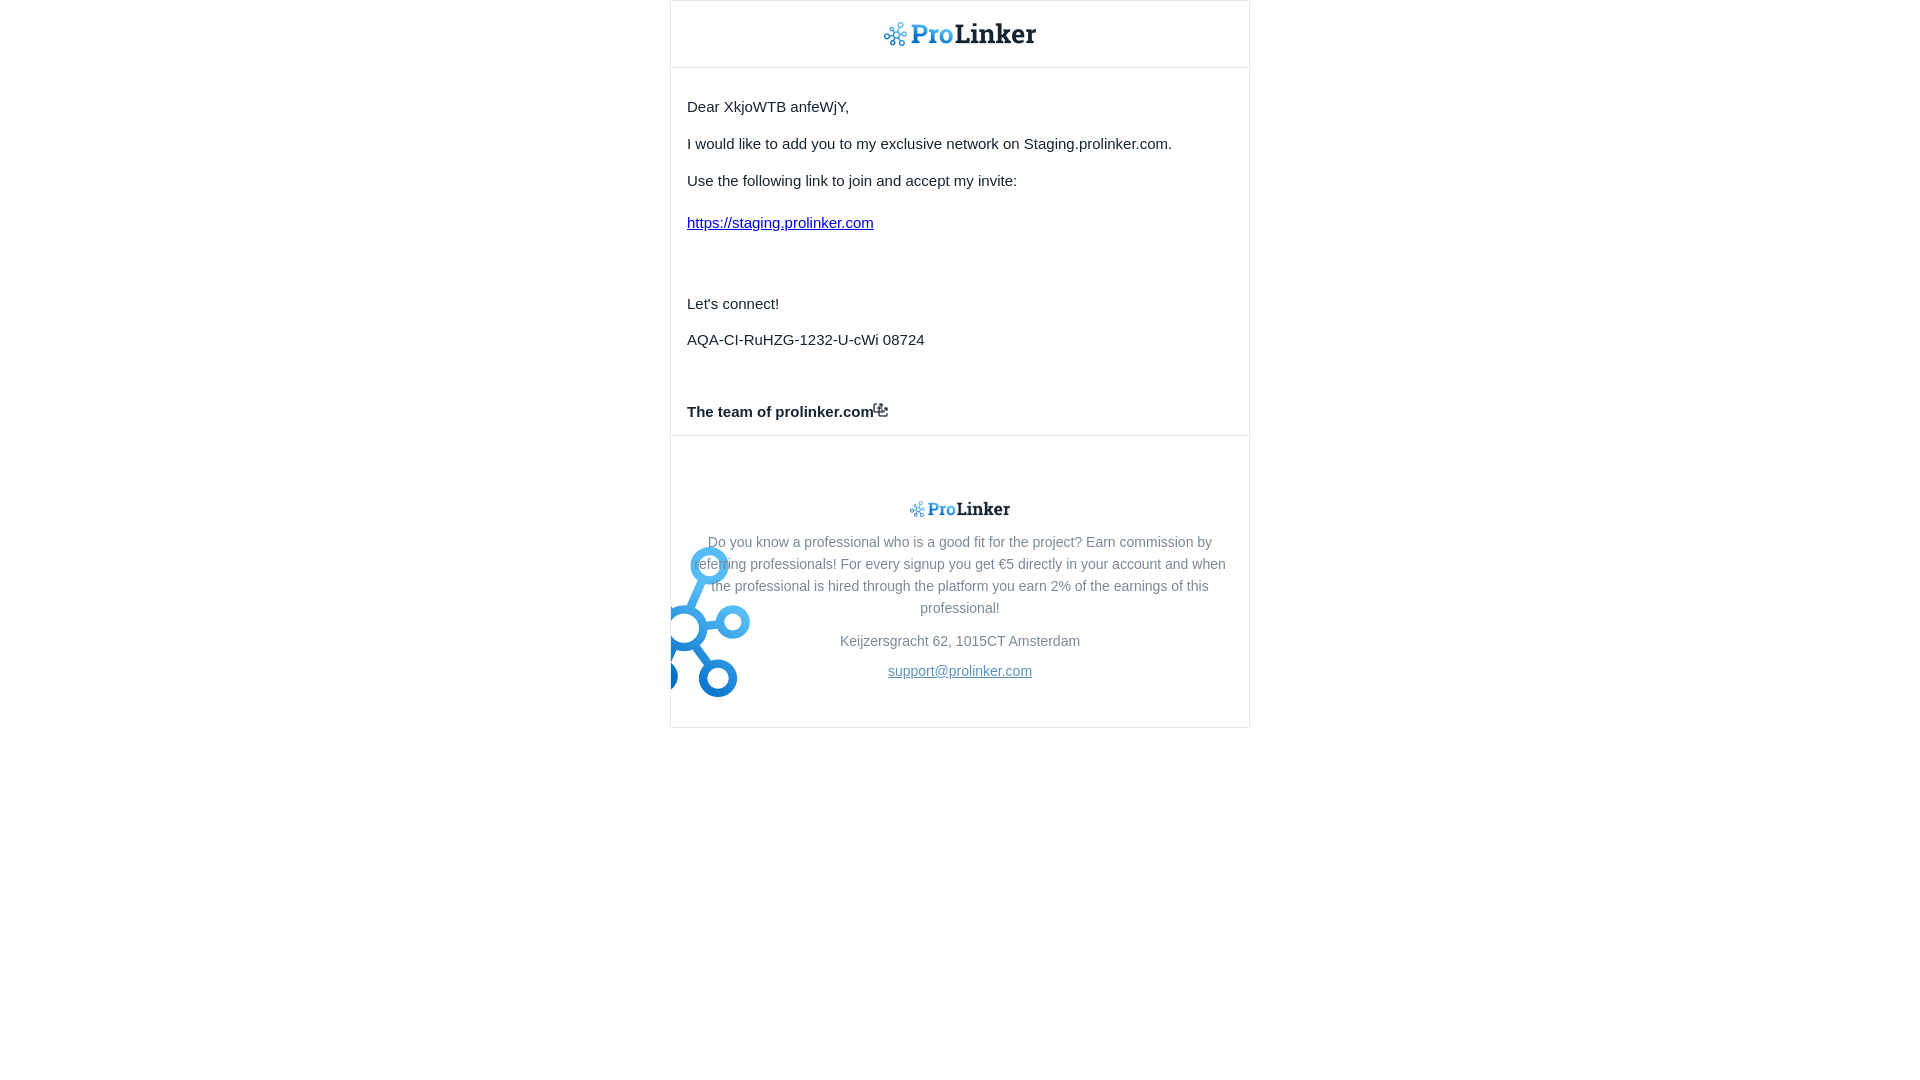 ProLinker
Dear XkjoWTB anfeWjY,
I would like to add you to my exclusive network on Staging.prolinker.com.
Use the following link to join and accept my invite:
https://staging.prolinker.com
Let's connect!
AQA-CI-RuHZG-1232-U-cWi 08724
The team of prolinker.com
ProLinker
Do you know a professional who is a good fit for the project? Earn commission by
referring professionals! For every signup you get €5 directly in your account and when
the professional is hired through the platform you earn 2% of the earnings of this
professional!
Keijzersgracht 62, 1015CT Amsterdam
support@prolinker.com